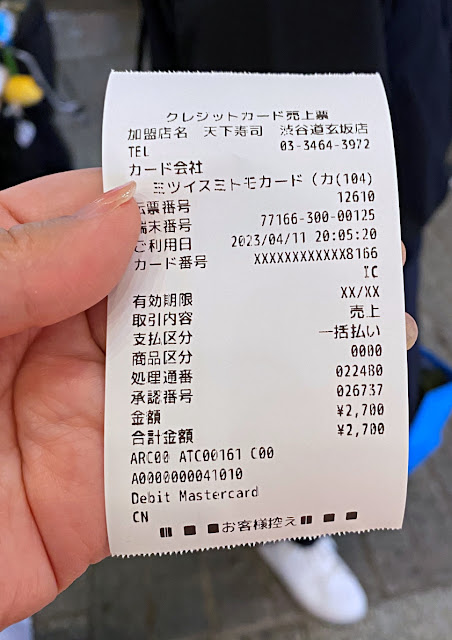 クレジットカード売上票
加盟店名 天下寿司 渋谷道玄坂店
TEL 03-3464-3972
カード会社
ミツイスミトモカード（カ(104)
伝票番号 12610
端末番号 77166-300-00125
ご利用日 2023/04/11 20:05:20
カード番号 XXXXXXXXXXXX8166
IC
有効期限 XX/XX
取引内容 売上
支払区分 一括払い
商品区分 0000
処理通番 022480
承認番号 026737
金額 ¥2,700
合計金額 ¥2,700
ARC00 ATC00161 C00
A0000000041010
Debit Mastercard
CN
お客様控え